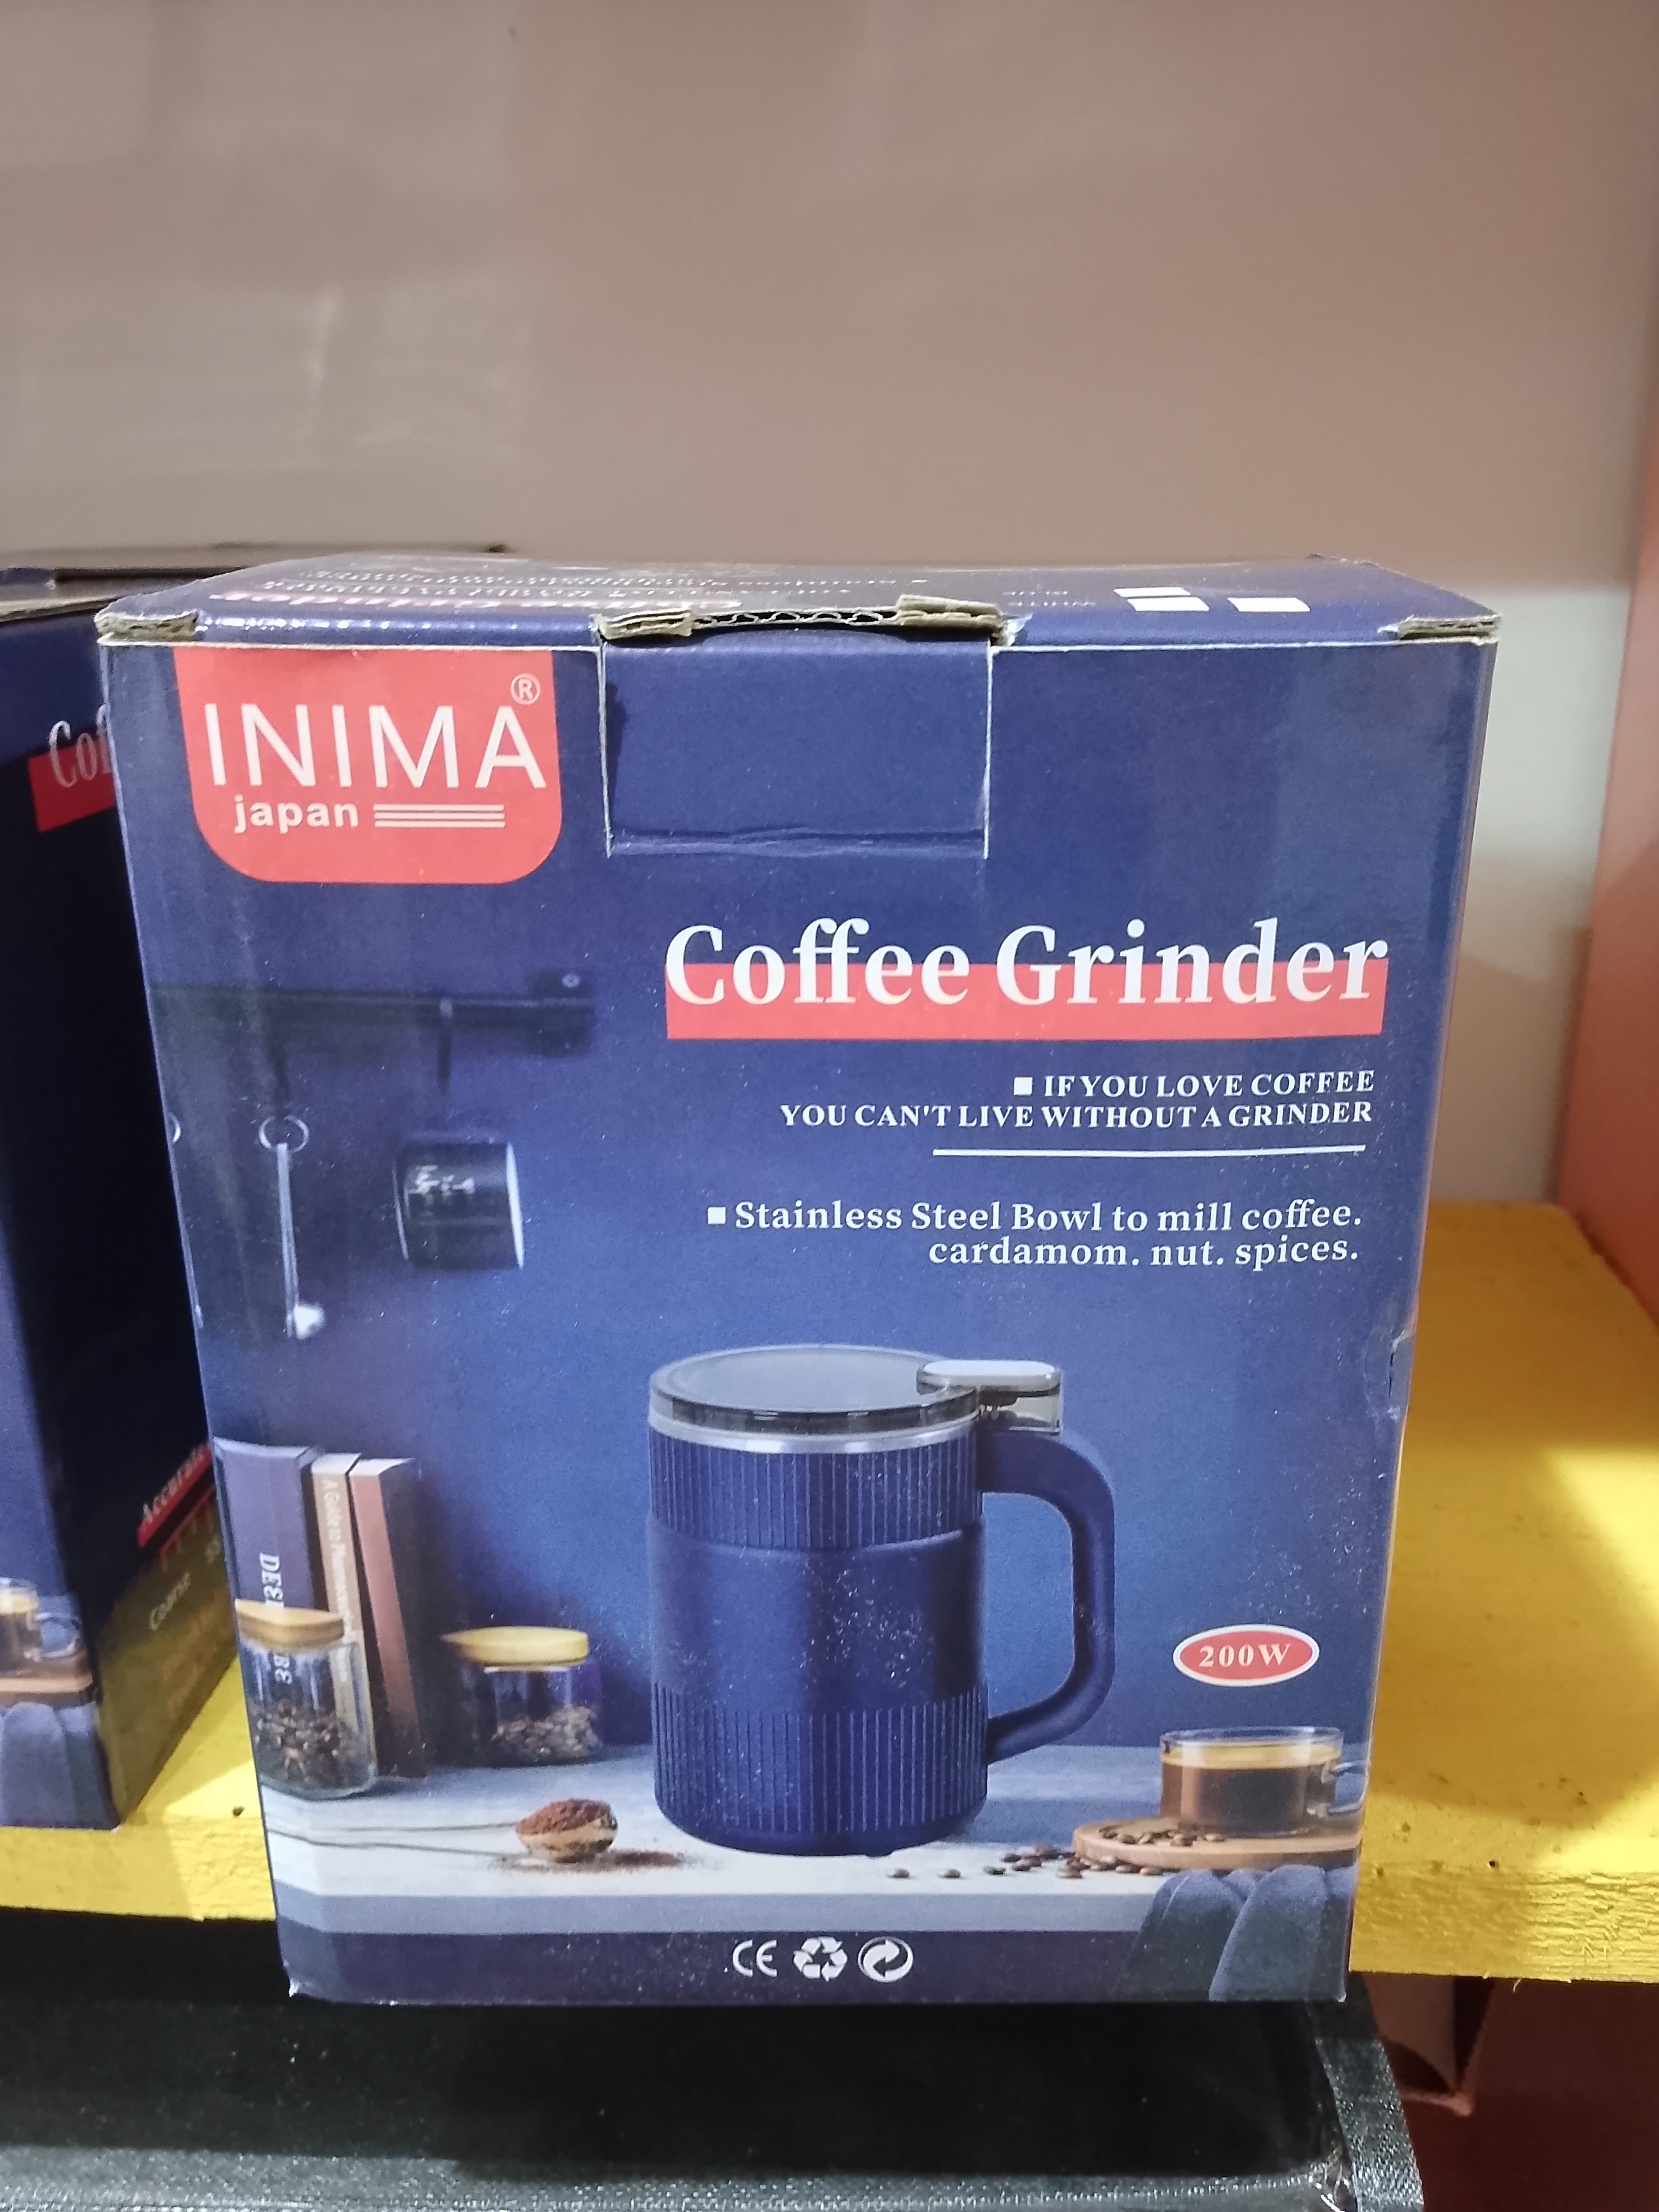 INIMA®
japan
Coffee Grinder
■ IF YOU LOVE COFFEE
YOU CAN'T LIVE WITHOUT A GRINDER
■ Stainless Steel Bowl to mill coffee.
cardamom. nut. spices.
200W
CE
Coarse